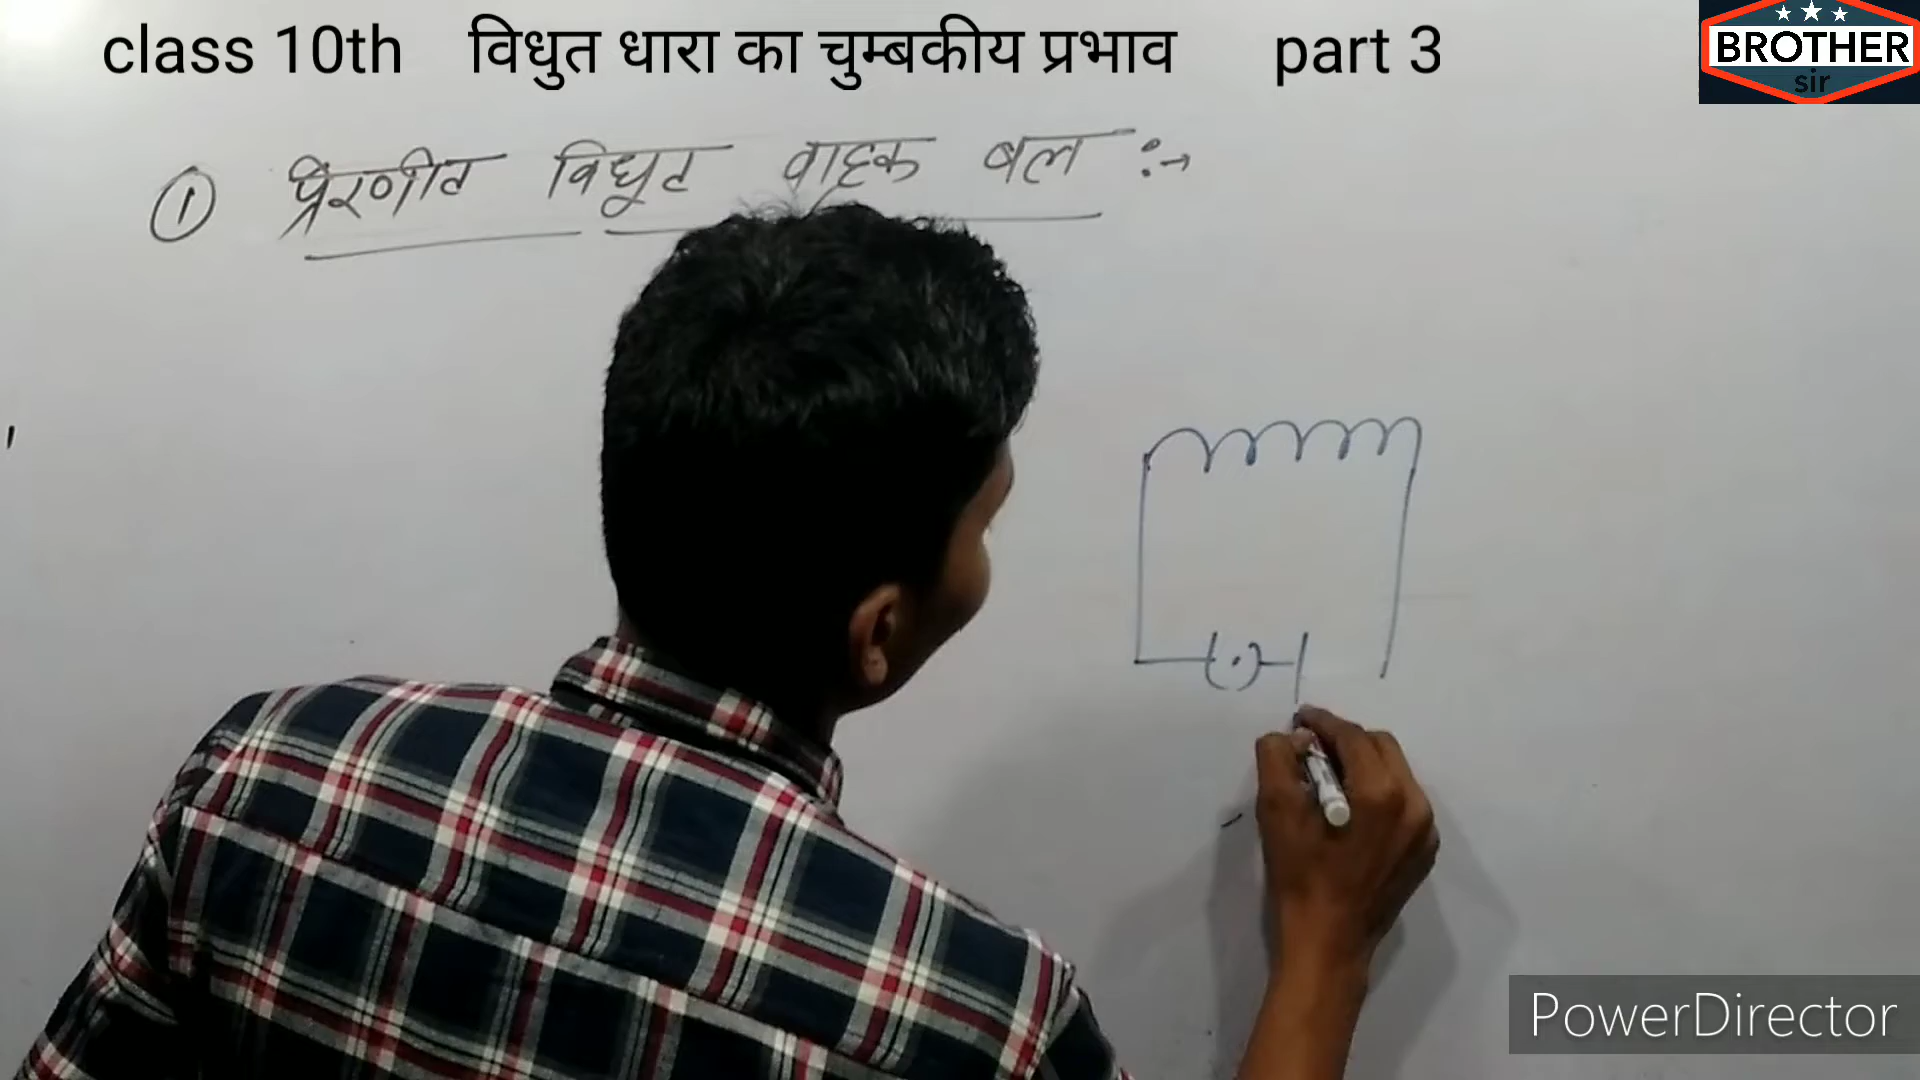 class 10th विधुत धारा का चुम्बकीय प्रभाव part 3
BROTHER
sir
① प्रेरणीत विधूट वाहक बल :→
PowerDirector